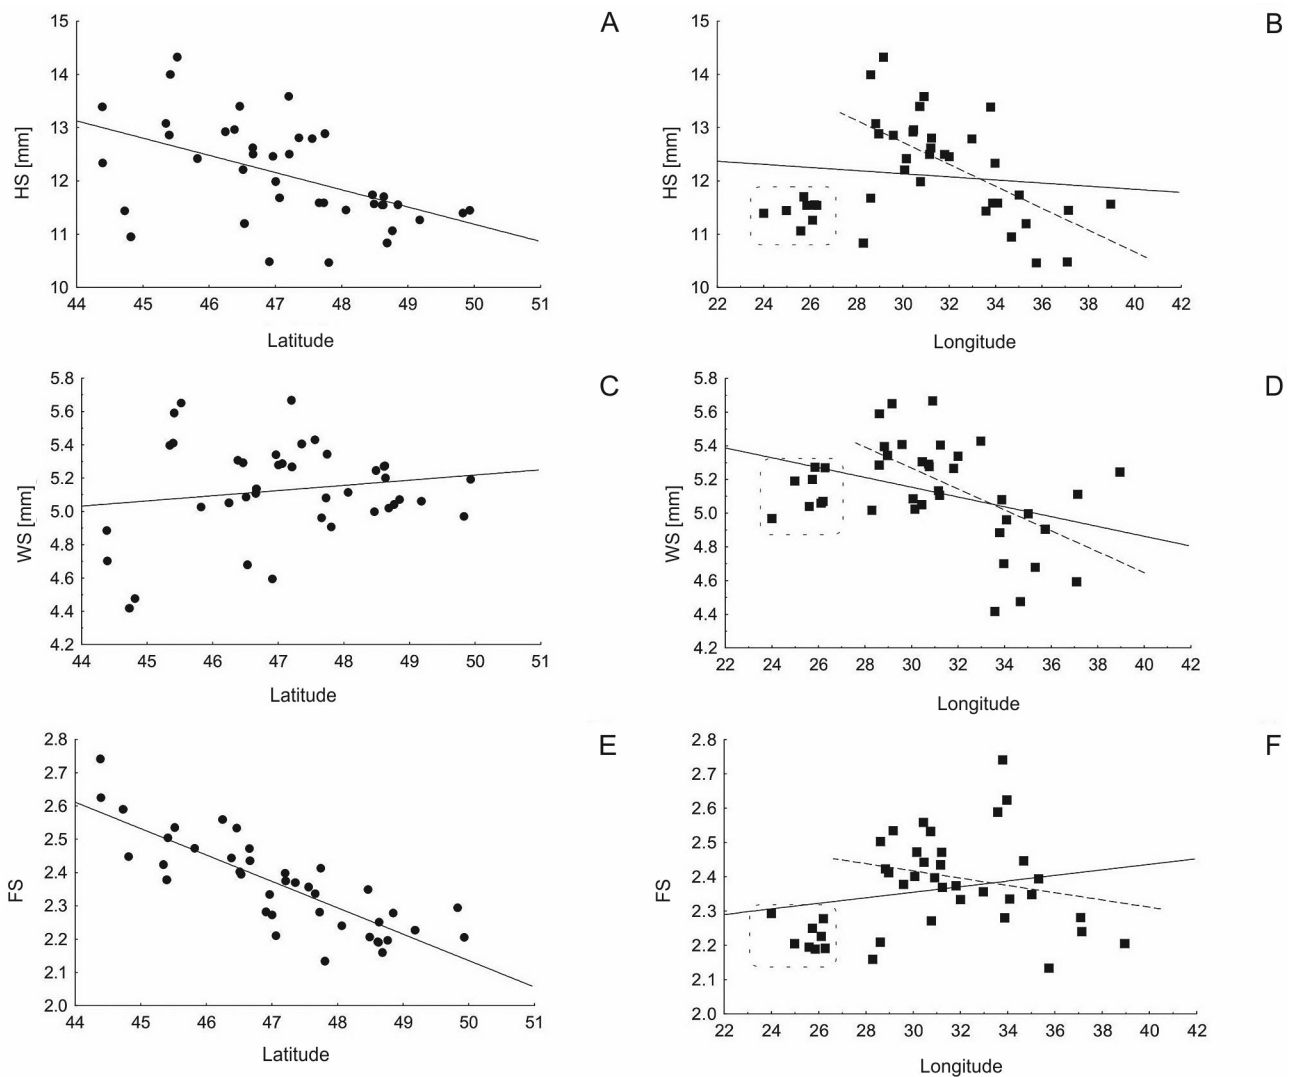 A
15
14
13
12
11
10
HS [mm]
44 45 46 47 48 49 50 51
Latitude
B
15
14
13
12
11
10
HS [mm]
22 24 26 28 30 32 34 36 38 40 42
Longitude
C
5.8
5.6
5.4
5.2
5.0
4.8
4.6
4.4
4.2
WS [mm]
44 45 46 47 48 49 50 51
Latitude
D
5.8
5.6
5.4
5.2
5.0
4.8
4.6
4.4
4.2
WS [mm]
22 24 26 28 30 32 34 36 38 40 42
Longitude
E
2.8
2.7
2.6
2.5
2.4
2.3
2.2
2.1
2.0
FS
44 45 46 47 48 49 50 51
Latitude
F
2.8
2.7
2.6
2.5
2.4
2.3
2.2
2.1
2.0
FS
22 24 26 28 30 32 34 36 38 40 42
Longitude